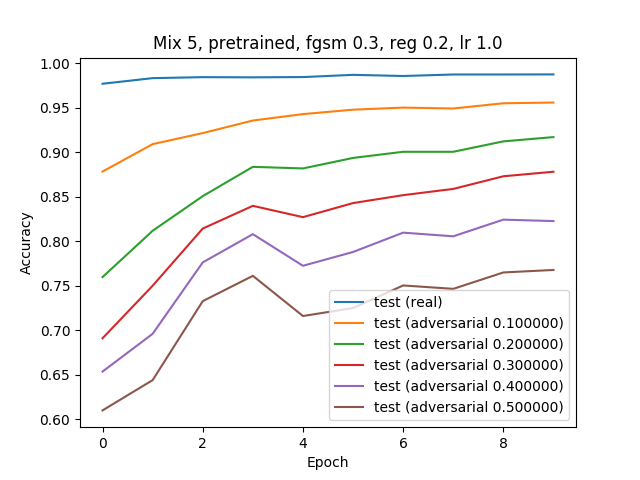 Mix 5, pretrained, fgsm 0.3, reg 0.2, lr 1.0
1.00
0.95
0.90
0.85
0.80
0.75
0.70
0.65
0.60
Accuracy
test (real)
test (adversarial 0.100000)
test (adversarial 0.200000)
test (adversarial 0.300000)
test (adversarial 0.400000)
test (adversarial 0.500000)
0 2 4 6 8
Epoch